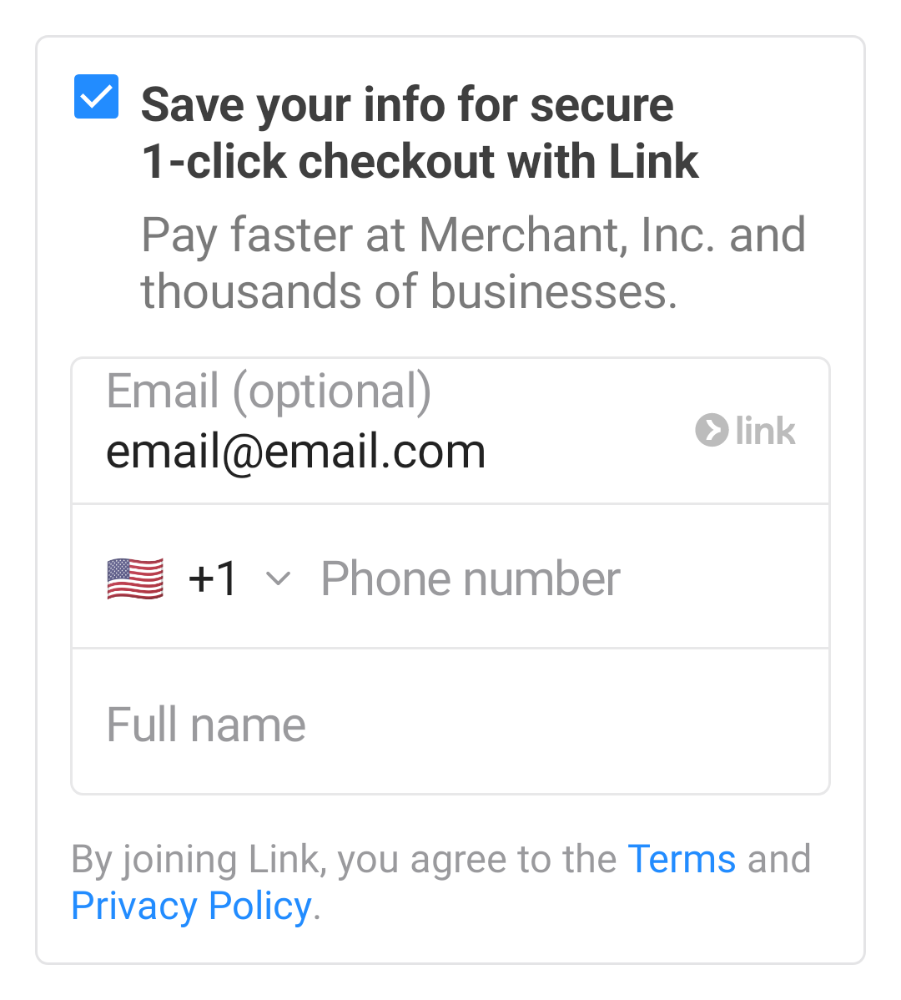 Save your info for secure
1-click checkout with Link
Pay faster at Merchant, Inc. and
thousands of businesses.
Email (optional)
email@email.com
link
+1 Phone number
Full name
By joining Link, you agree to the Terms and
Privacy Policy.